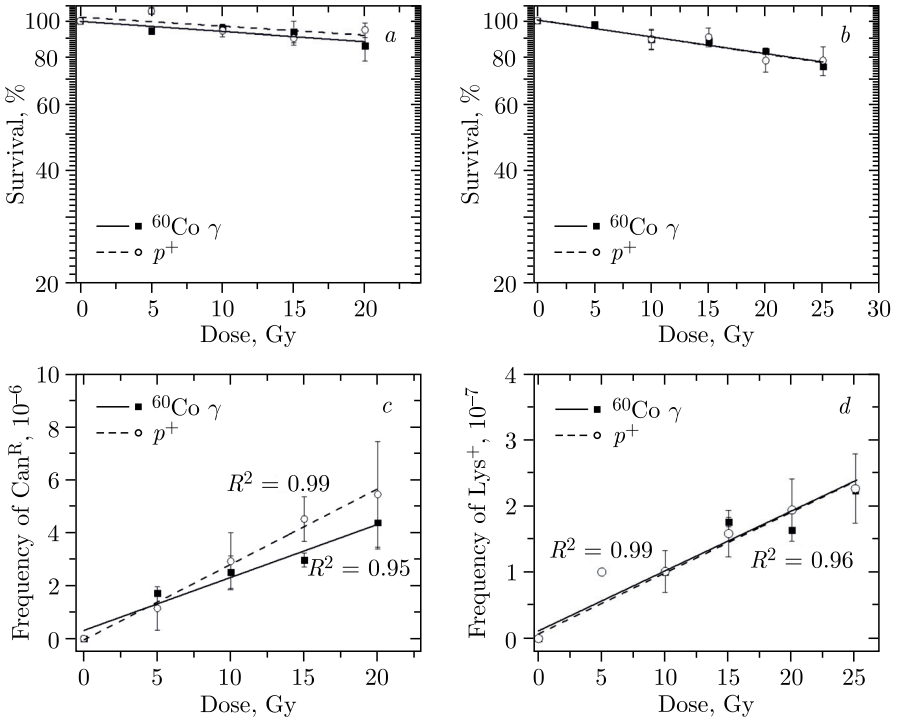 100
80
60
40
20
Survival, %
a
⁶⁰Co γ
p⁺
0 5 10 15 20
Dose, Gy
100
80
60
40
20
Survival, %
b
⁶⁰Co γ
p⁺
0 5 10 15 20 25 30
Dose, Gy
10
8
6
4
2
0
Frequency of Canᴿ, 10⁻⁶
⁶⁰Co γ
p⁺
c
R² = 0.99
R² = 0.95
0 5 10 15 20
Dose, Gy
4
3
2
1
0
Frequency of Lys⁺, 10⁻⁷
⁶⁰Co γ
p⁺
d
R² = 0.99
R² = 0.96
0 5 10 15 20 25
Dose, Gy